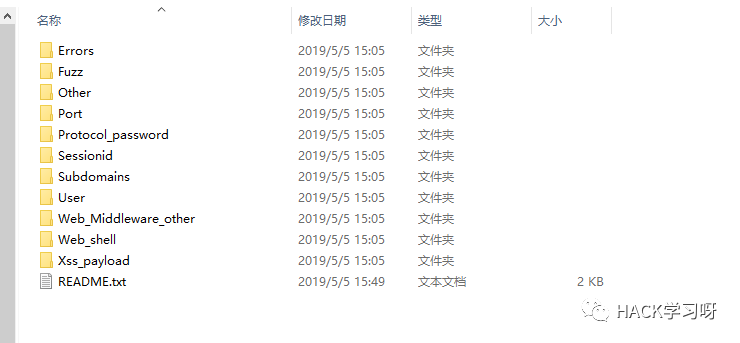 名称 修改日期 类型 大小
Errors 2019/5/5 15:05 文件夹
Fuzz 2019/5/5 15:05 文件夹
Other 2019/5/5 15:05 文件夹
Port 2019/5/5 15:05 文件夹
Protocol_password 2019/5/5 15:05 文件夹
Sessionid 2019/5/5 15:05 文件夹
Subdomains 2019/5/5 15:05 文件夹
User 2019/5/5 15:05 文件夹
Web_Middleware_other 2019/5/5 15:05 文件夹
Web_shell 2019/5/5 15:05 文件夹
Xss_payload 2019/5/5 15:05 文件夹
README.txt 2019/5/5 15:49 文本文档 2 KB
HACK学习呀